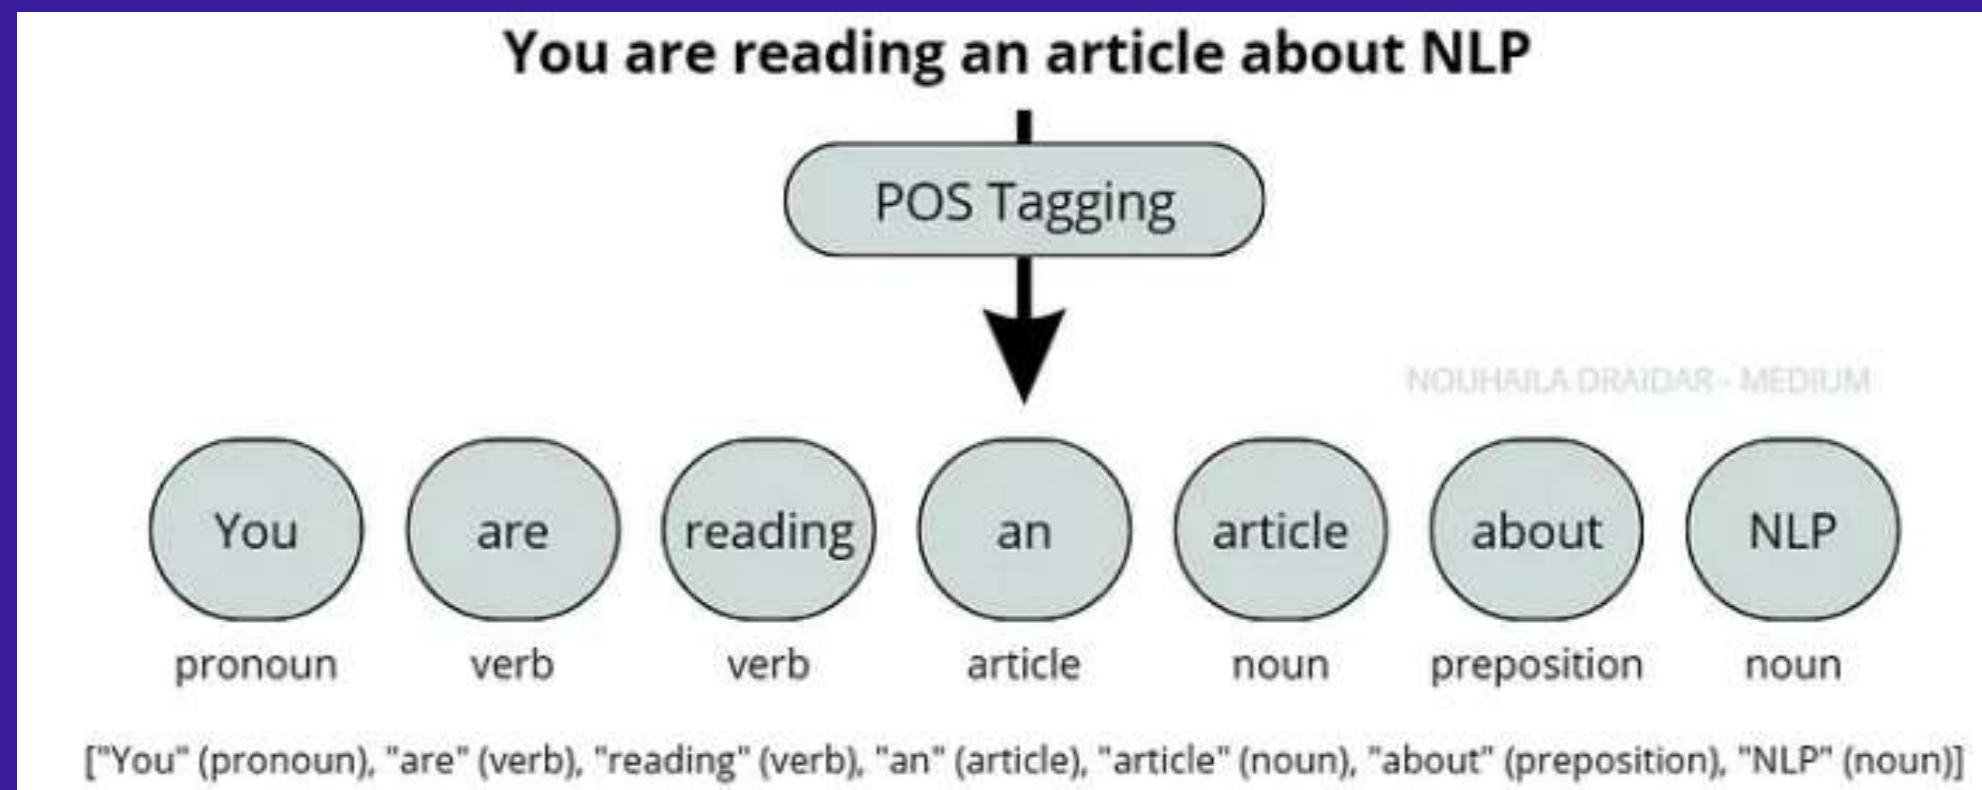 You are reading an article about NLP
POS Tagging
NOUHAILA DRAIDAR - MEDIUM
You are reading an article about NLP
pronoun verb verb article noun preposition noun
["You" (pronoun), "are" (verb), "reading" (verb), "an" (article), "article" (noun), "about" (preposition), "NLP" (noun)]